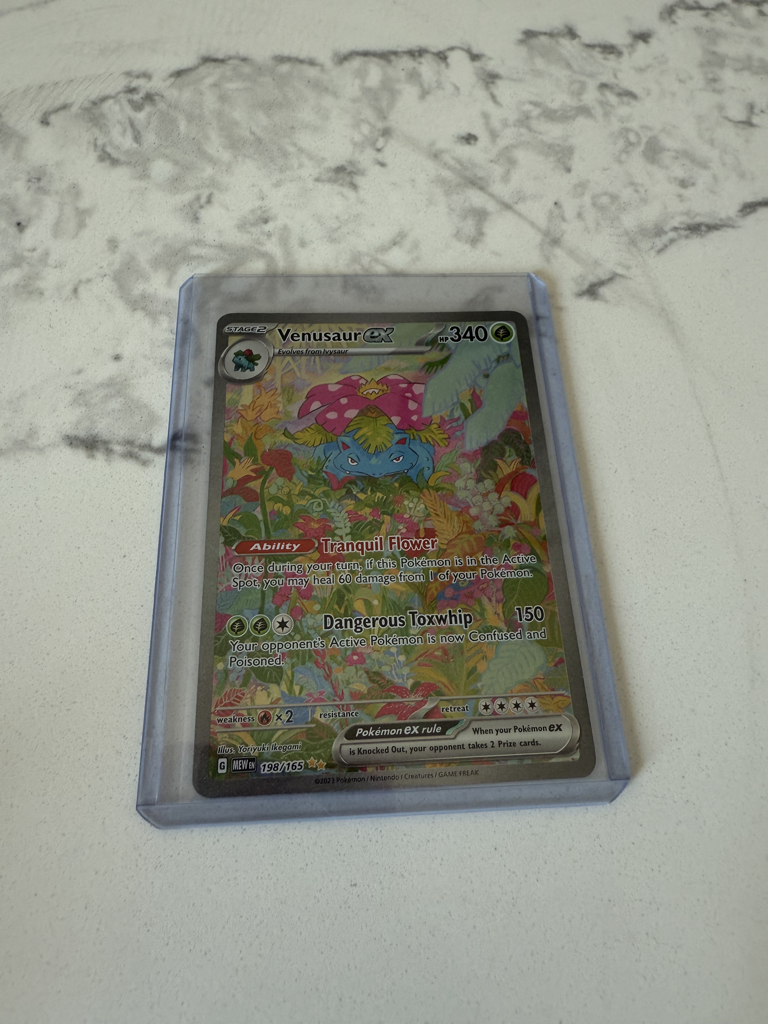 STAGE 2 Venusaur ex HP 340
Evolves from Ivysaur
Ability Tranquil Flower
Once during your turn, if this Pokémon is in the Active
Spot, you may heal 60 damage from 1 of your Pokémon.
Dangerous Toxwhip 150
Your opponent's Active Pokémon is now Confused and
Poisoned.
weakness ×2 resistance retreat
Pokémon ex rule When your Pokémon ex
is Knocked Out, your opponent takes 2 Prize cards.
Illus. Yoriyuki Ikegami
G MEW EN 198/165
©2023 Pokémon / Nintendo / Creatures / GAME FREAK